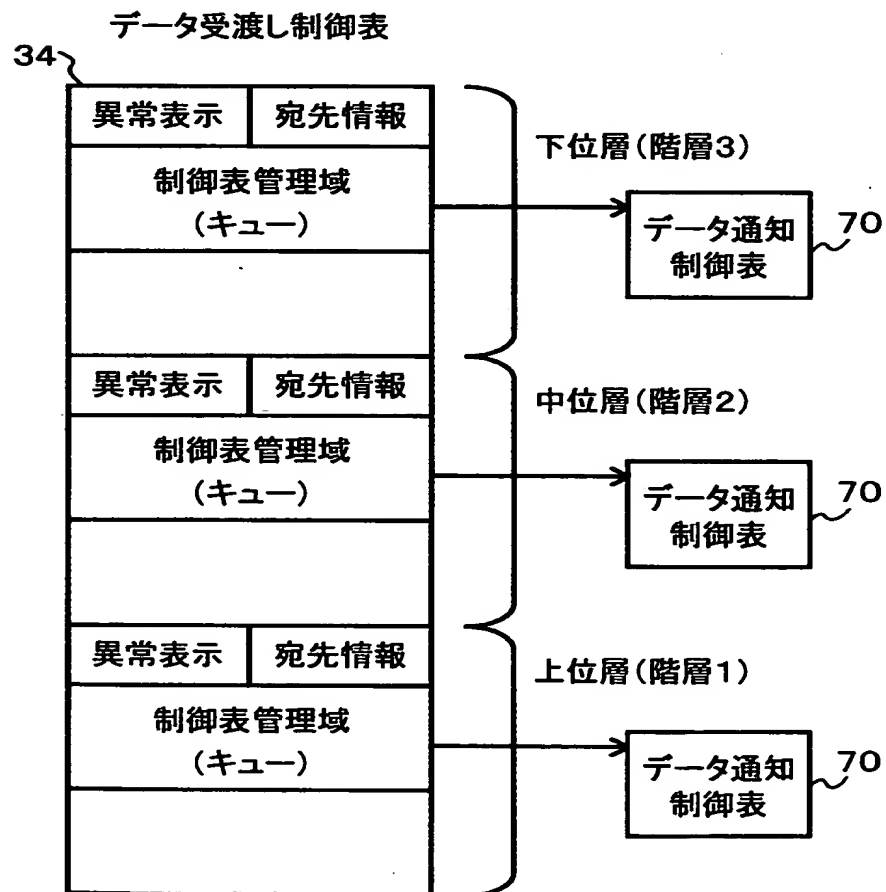 データ受渡し制御表
34
異常表示 宛先情報
制御表管理域
(キュー)
下位層(階層3)
データ通知
制御表
70
異常表示 宛先情報
制御表管理域
(キュー)
中位層(階層2)
データ通知
制御表
70
異常表示 宛先情報
制御表管理域
(キュー)
上位層(階層1)
データ通知
制御表
70